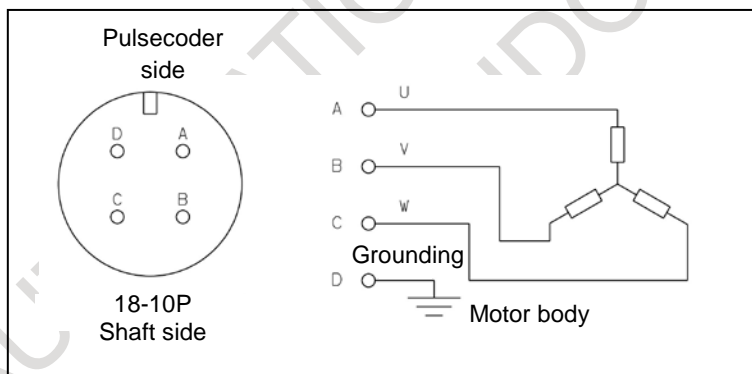 Pulsecoder
side
D A
C B
18-10P
Shaft side
A U
B V
C W
Grounding
D
Motor body